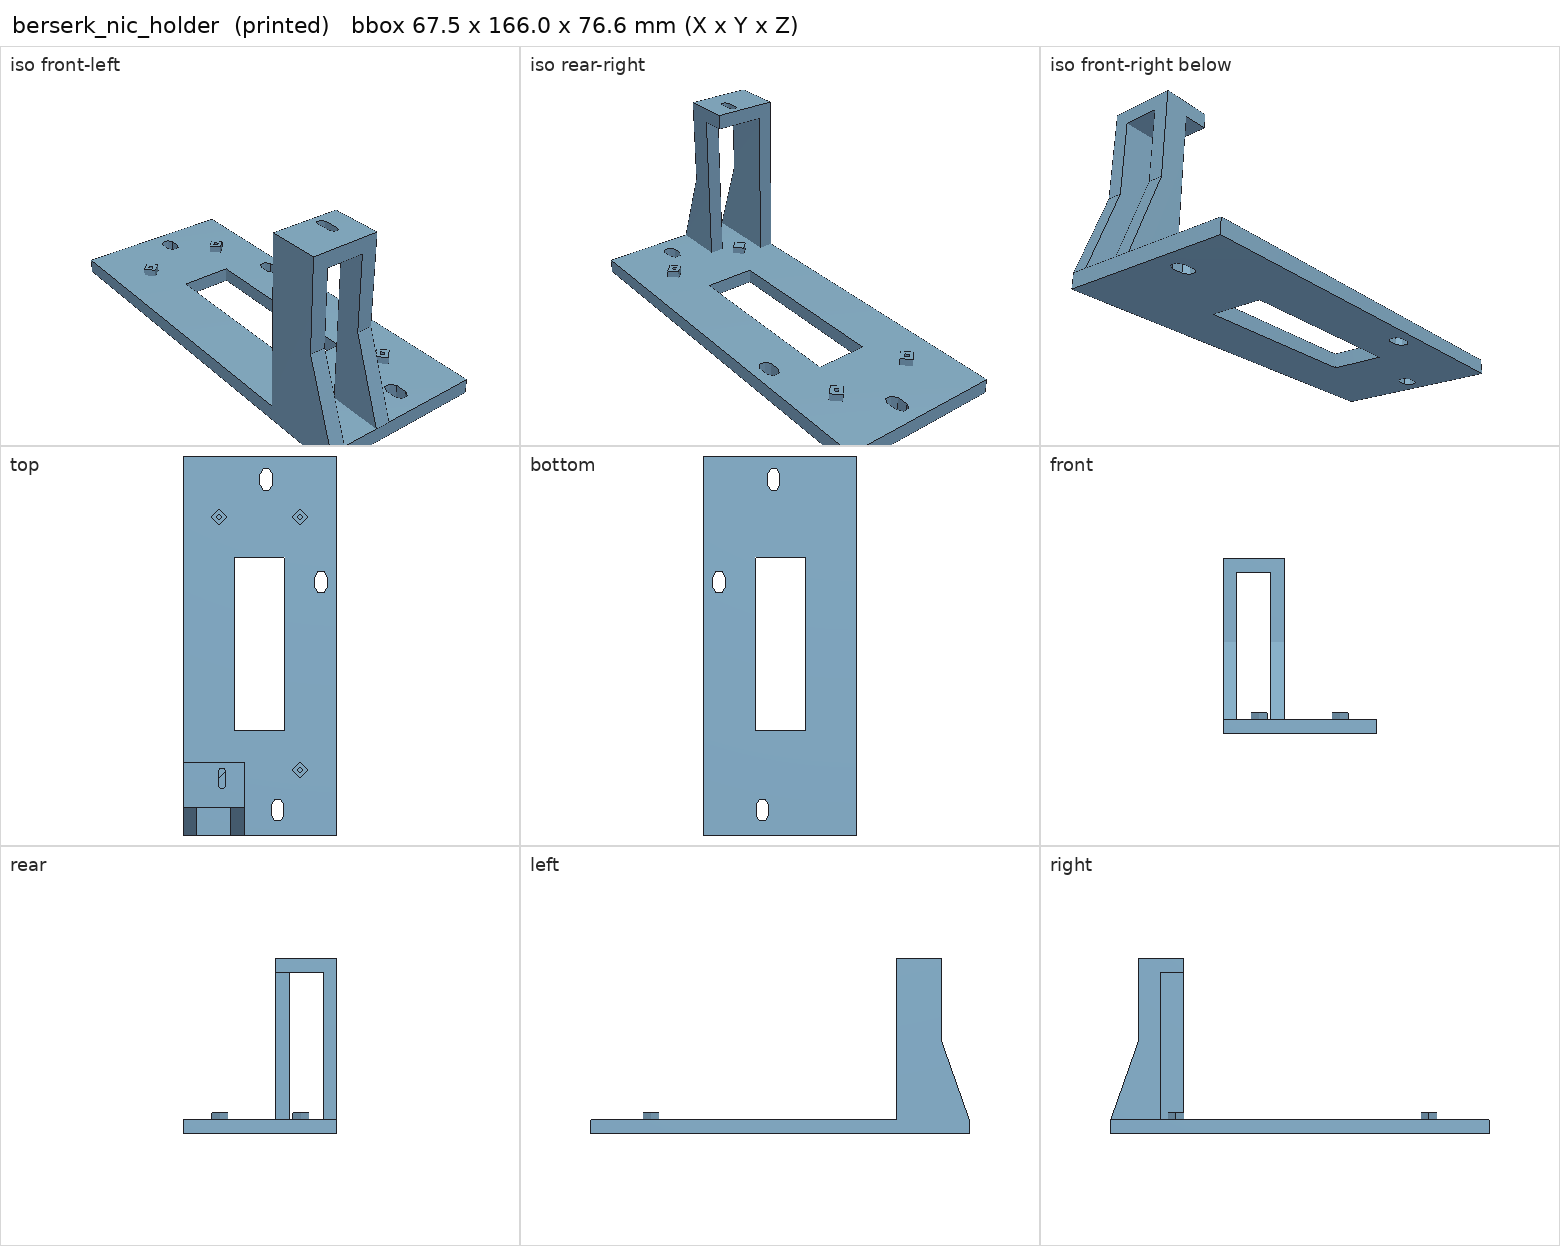 berserk_nic_holder  (printed)   bbox 67.5 x 166.0 x 76.6 mm (X x Y x Z)
iso front-left
iso rear-right
iso front-right below
top
bottom
front
rear
left
right